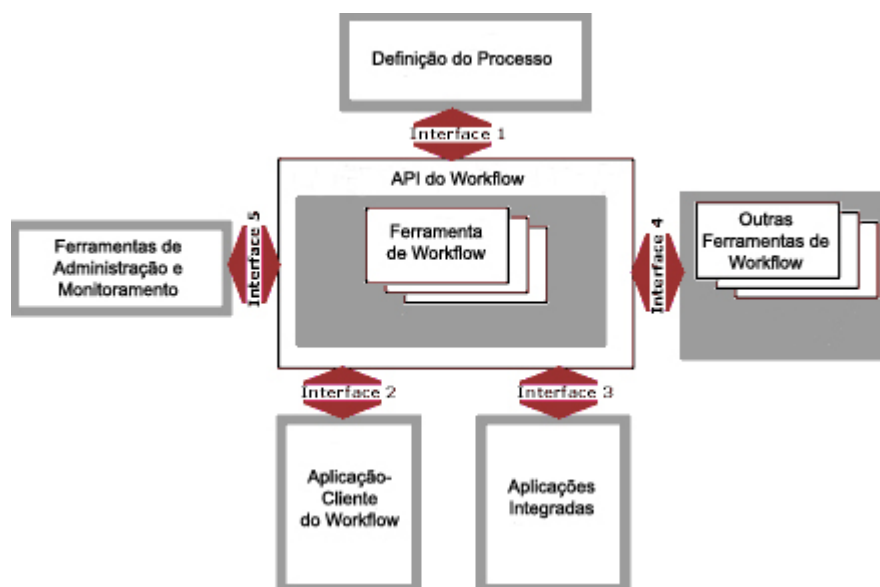 Definição do Processo
Interface 1
API do Workflow
Ferramenta
de Workflow
Interface 5
Ferramentas de
Administração e
Monitoramento
Interface 4
Outras
Ferramentas de
Workflow
Interface 2
Interface 3
Aplicação-
Cliente
do Workflow
Aplicações
Integradas